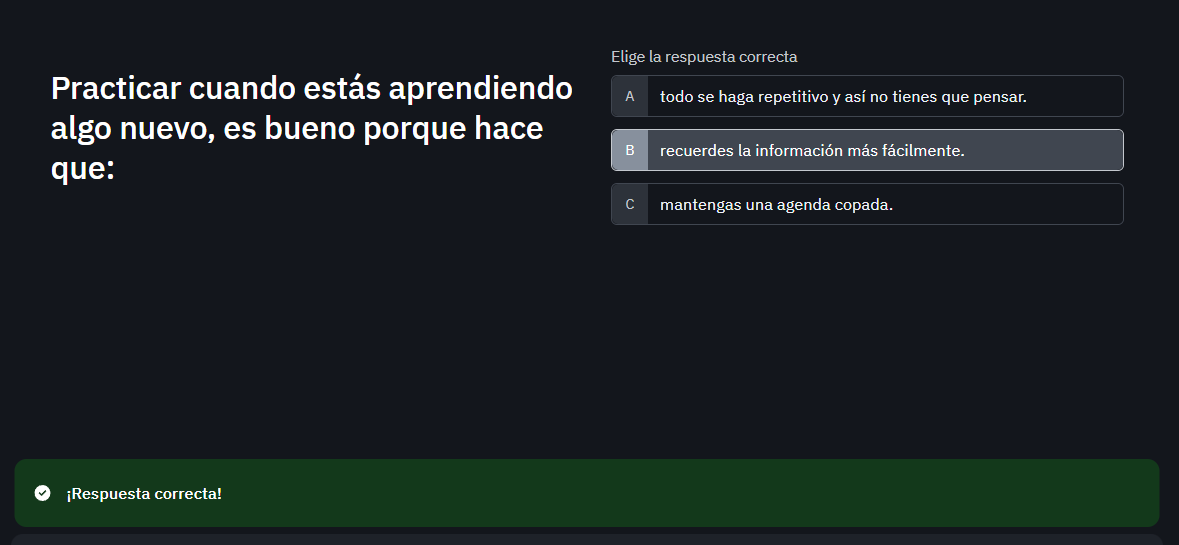 Practicar cuando estás aprendiendo
algo nuevo, es bueno porque hace
que:
Elige la respuesta correcta
A todo se haga repetitivo y así no tienes que pensar.
B recuerdes la información más fácilmente.
C mantengas una agenda copada.
¡Respuesta correcta!